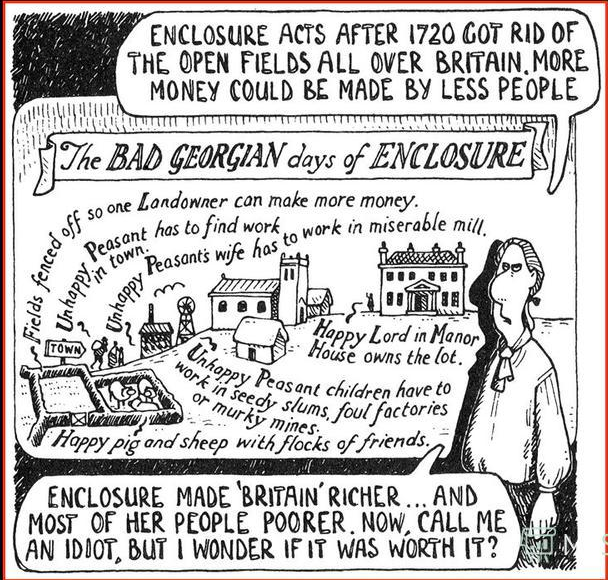 ENCLOSURE ACTS AFTER 1720 GOT RID OF
THE OPEN FIELDS ALL OVER BRITAIN. MORE
MONEY COULD BE MADE BY LESS PEOPLE
The BAD GEORGIAN days of ENCLOSURE
Fields fenced off so one Landowner can make more money.
Unhappy Peasant has to find work
in town.
Unhappy Peasant's wife has to work in miserable mill.
TOWN
Happy Lord in Manor
House owns the lot.
Unhappy Peasant children have to
work in seedy slums, foul factories
or murky mines.
Happy pig and sheep with flocks of friends.
ENCLOSURE MADE 'BRITAIN' RICHER... AND
MOST OF HER PEOPLE POORER. NOW, CALL ME
AN IDIOT, BUT I WONDER IF IT WAS WORTH IT?